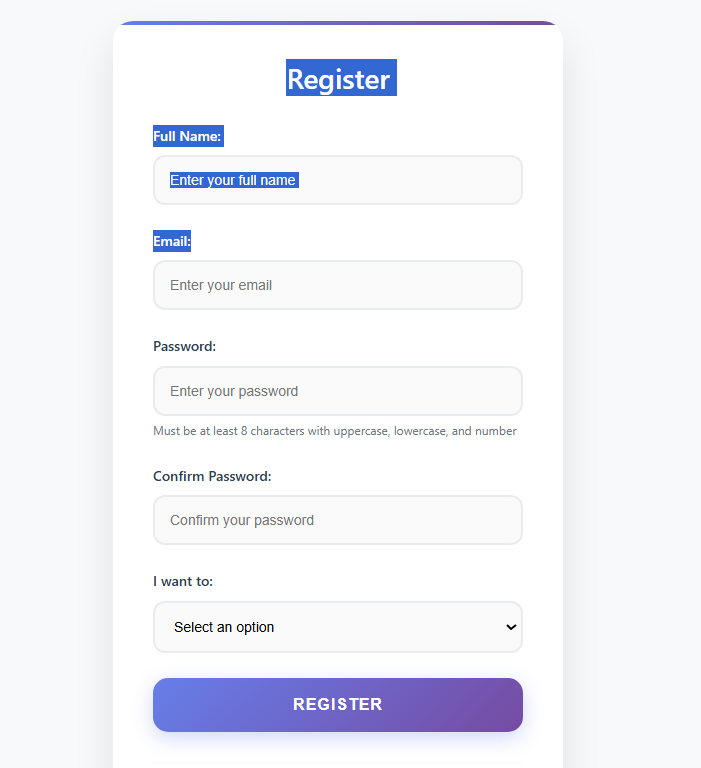 Register
Full Name:
Enter your full name
Email:
Enter your email
Password:
Enter your password
Must be at least 8 characters with uppercase, lowercase, and number
Confirm Password:
Confirm your password
I want to:
Select an option
REGISTER